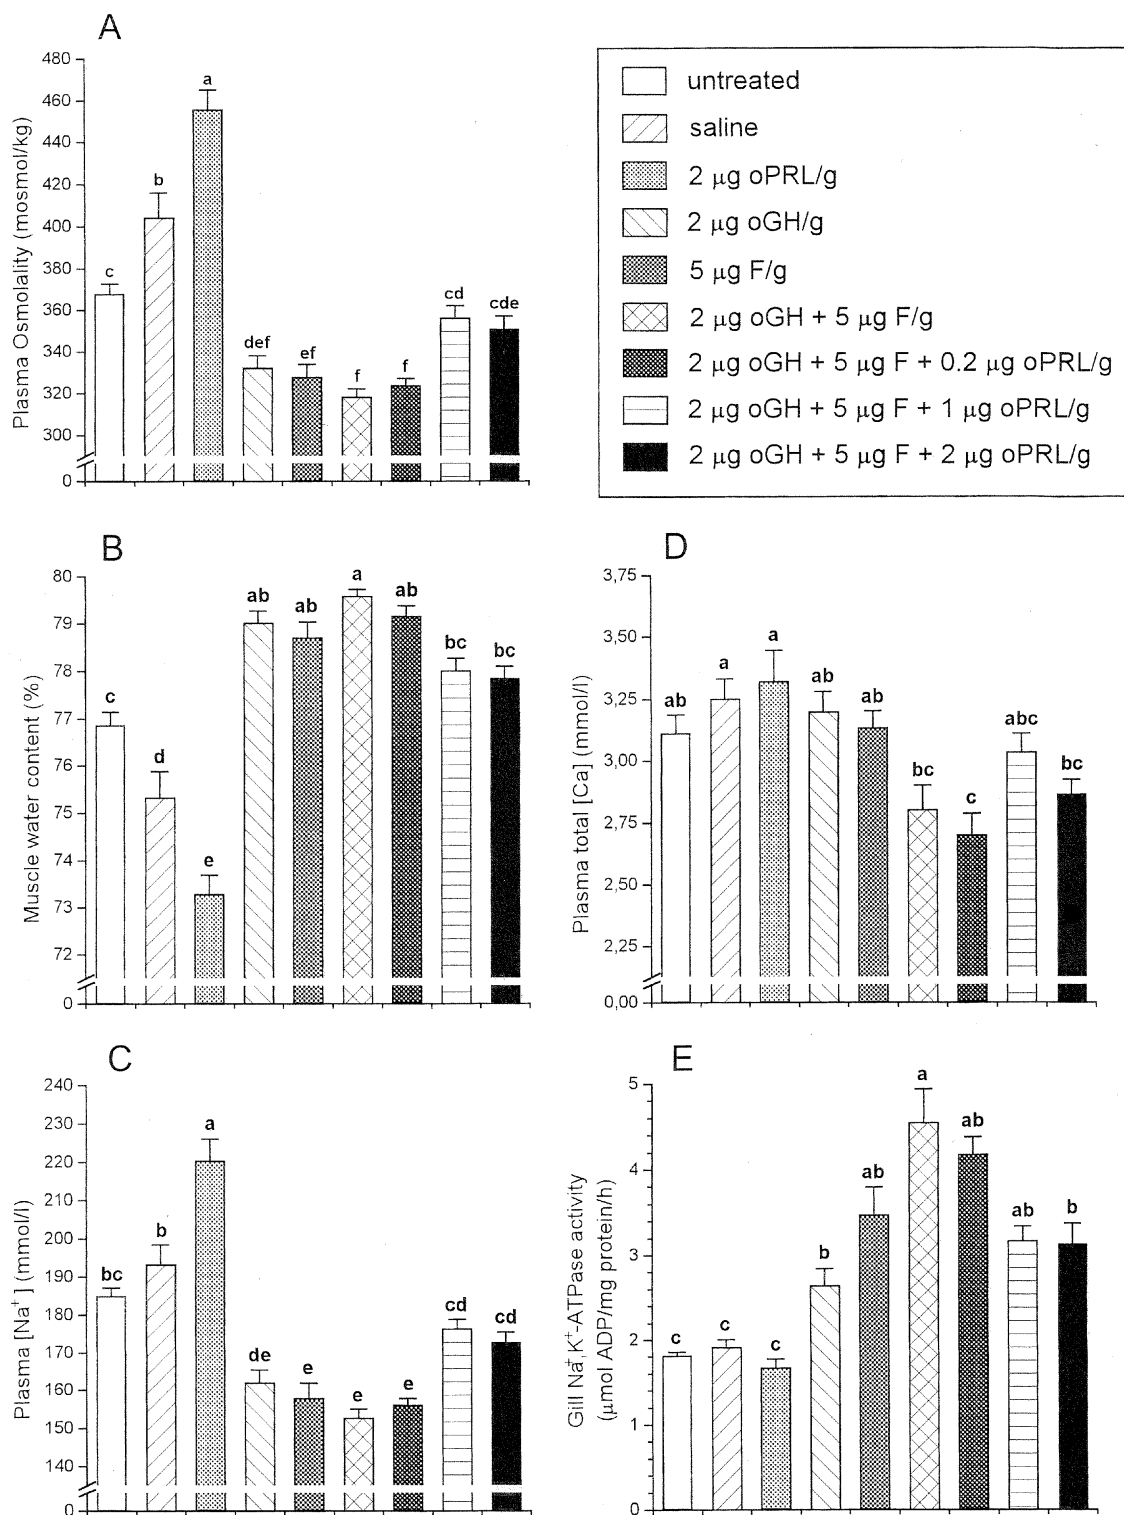 A
Plasma Osmolality (mosmol/kg)
480
460
440
420
400
380
360
340
320
300
0
c
b
a
def
ef
f
f
cd
cde
untreated
saline
2 μg oPRL/g
2 μg oGH/g
5 μg F/g
2 μg oGH + 5 μg F/g
2 μg oGH + 5 μg F + 0.2 μg oPRL/g
2 μg oGH + 5 μg F + 1 μg oPRL/g
2 μg oGH + 5 μg F + 2 μg oPRL/g
B
Muscle water content (%)
80
79
78
77
76
75
74
73
72
0
c
d
e
ab
ab
a
ab
bc
bc
D
Plasma total [Ca] (mmol/l)
3,75
3,50
3,25
3,00
2,75
2,50
2,25
0,00
ab
a
a
ab
ab
bc
c
abc
bc
C
Plasma [Na⁺] (mmol/l)
240
230
220
210
200
190
180
170
160
150
140
0
bc
b
a
de
e
e
e
cd
cd
E
Gill Na⁺,K⁺-ATPase activity
(μmol ADP/mg protein/h)
5
4
3
2
1
0
c
c
c
b
ab
a
ab
ab
b